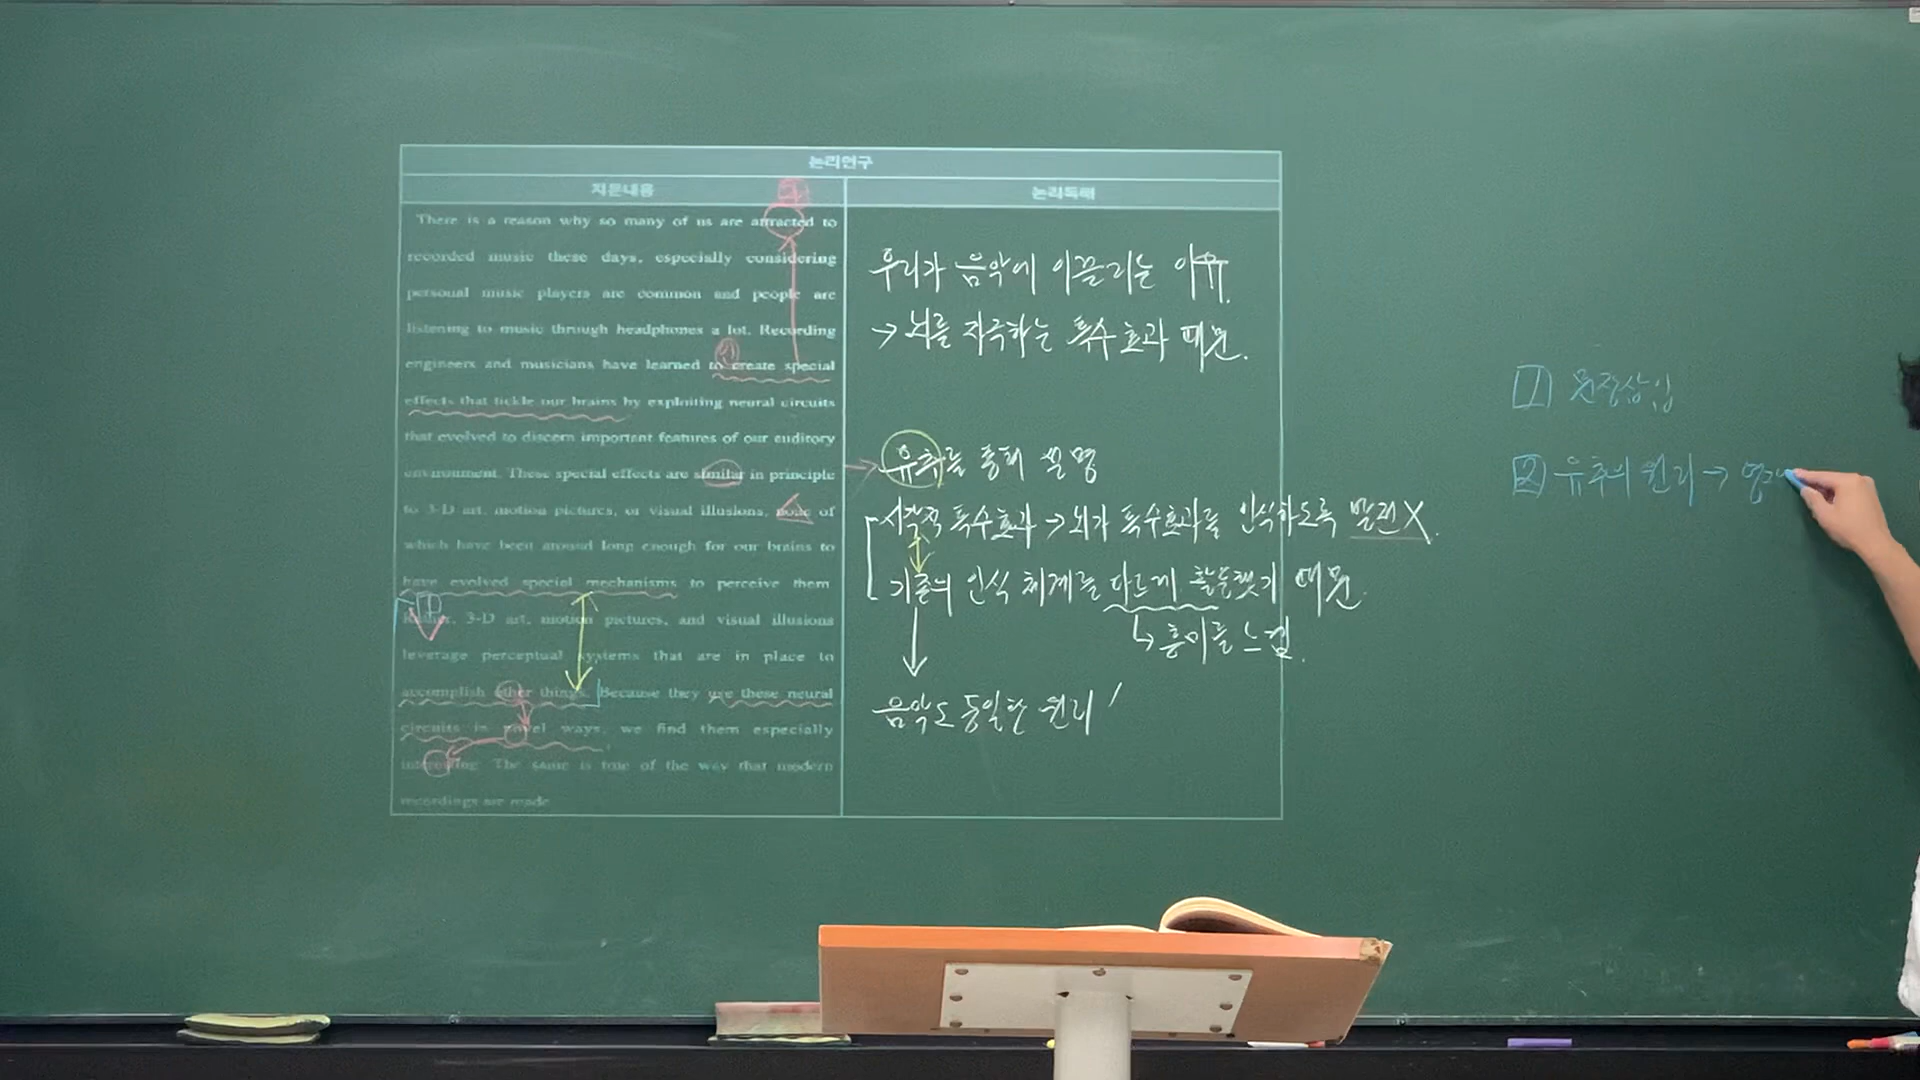 논리연구
지문내용
논리독해
There is a reason why so many of us are attracted to
recorded music these days, especially considering
personal music players are common and people are
listening to music through headphones a lot. Recording
engineers and musicians have learned to create special
effects that tickle our brains by exploiting neural circuits
that evolved to discern important features of our auditory
environment. These special effects are similar in principle
to 3-D art, motion pictures, or visual illusions, none of
which have been around long enough for our brains to
have evolved special mechanisms to perceive them
Rather, 3-D art, motion pictures, and visual illusions
leverage perceptual systems that are in place to
accomplish other things. Because they use these neural
circuits in novel ways, we find them especially
interesting. The same is true of the way that modern
recordings are made
우리가 음악에 이끌리는 이유.
→ 뇌를 자극하는 특수효과 때문.
유추를 통해 설명
시각적 특수효과 → 뇌가 특수효과를 인식하도록 발전X.
기존의 인식 체계를 다르게 활용했기 때문.
↳ 흥미를 느낌.
음악도 동일한 원리
1 문장삽입
2 유추의 원리 →